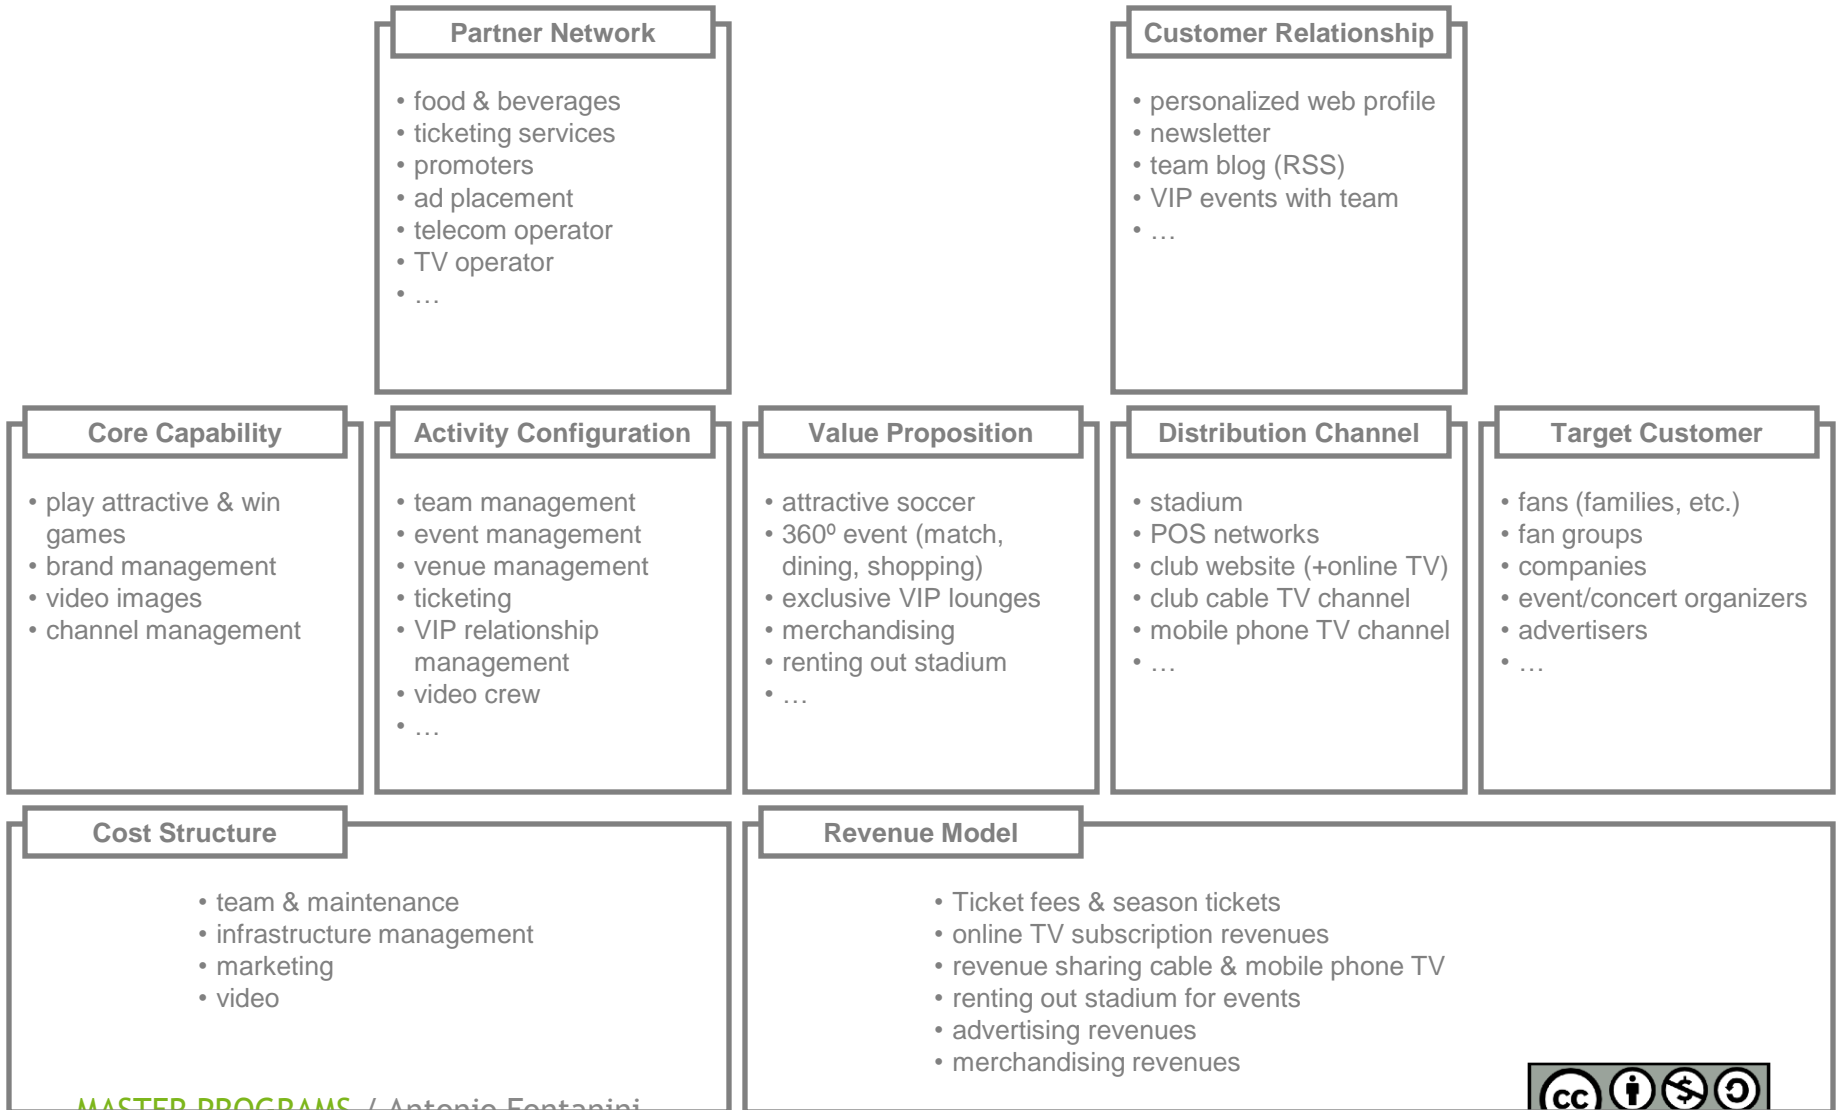 Partner Network
• food & beverages
• ticketing services
• promoters
• ad placement
• telecom operator
• TV operator
• …
Customer Relationship
• personalized web profile
• newsletter
• team blog (RSS)
• VIP events with team
• …
Core Capability
• play attractive & win
games
• brand management
• video images
• channel management
Activity Configuration
• team management
• event management
• venue management
• ticketing
• VIP relationship
management
• video crew
• …
Value Proposition
• attractive soccer
• 360º event (match,
dining, shopping)
• exclusive VIP lounges
• merchandising
• renting out stadium
• …
Distribution Channel
• stadium
• POS networks
• club website (+online TV)
• club cable TV channel
• mobile phone TV channel
• …
Target Customer
• fans (families, etc.)
• fan groups
• companies
• event/concert organizers
• advertisers
• …
Cost Structure
• team & maintenance
• infrastructure management
• marketing
• video
Revenue Model
• Ticket fees & season tickets
• online TV subscription revenues
• revenue sharing cable & mobile phone TV
• renting out stadium for events
• advertising revenues
• merchandising revenues
MASTER PROGRAMS / Antonio Fontanini
cc